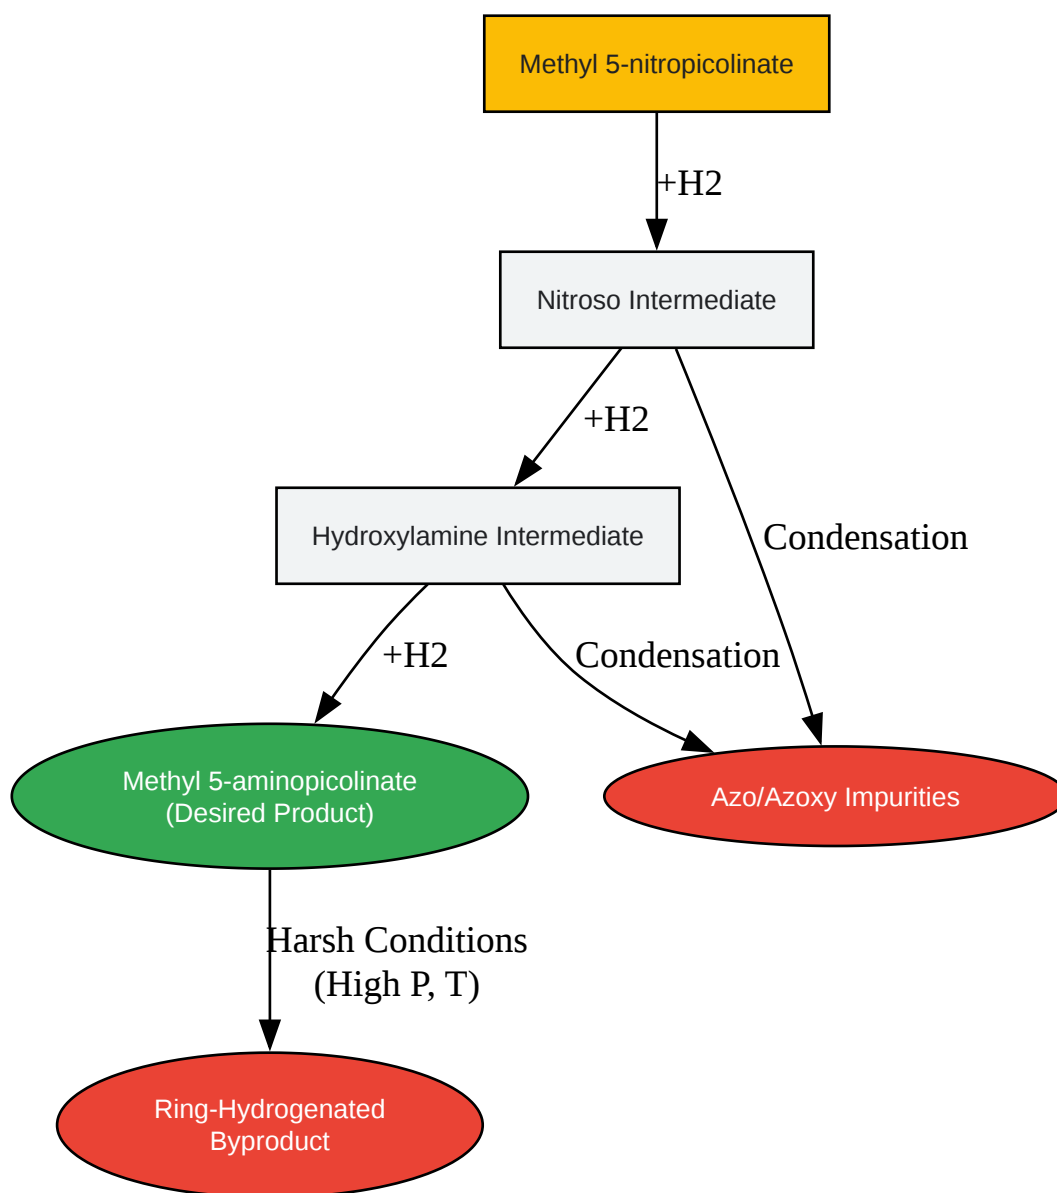 Methyl 5-nitropicolinate
+H2
Nitroso Intermediate
+H2
Condensation
Hydroxylamine Intermediate
+H2
Condensation
Methyl 5-aminopicolinate
(Desired Product)
Azo/Azoxy Impurities
Harsh Conditions
(High P, T)
Ring-Hydrogenated
Byproduct